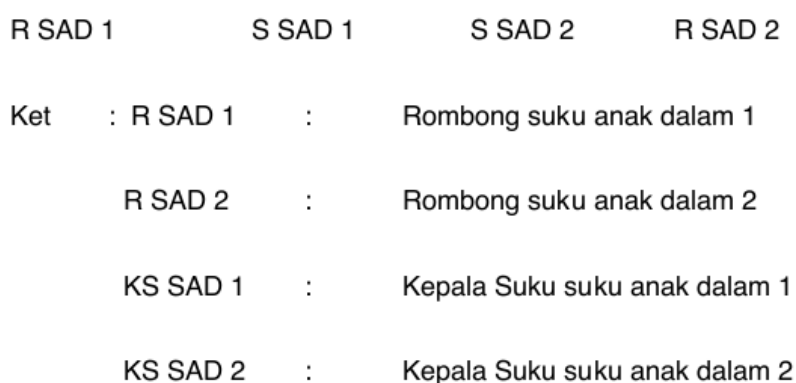 R SAD 1 S SAD 1 S SAD 2 R SAD 2
Ket : R SAD 1 : Rombong suku anak dalam 1
R SAD 2 : Rombong suku anak dalam 2
KS SAD 1 : Kepala Suku suku anak dalam 1
KS SAD 2 : Kepala Suku suku anak dalam 2